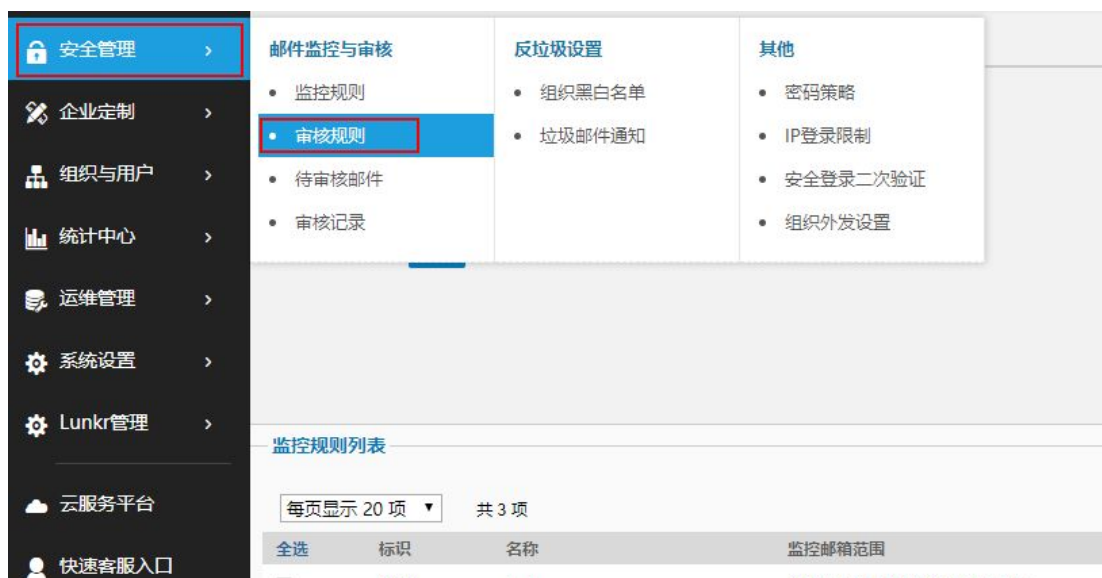 安全管理
企业定制
组织与用户
统计中心
运维管理
系统设置
Lunkr管理
云服务平台
快速客服入口
邮件监控与审核
监控规则
审核规则
待审核邮件
审核记录
反垃圾设置
组织黑白名单
垃圾邮件通知
其他
密码策略
IP登录限制
安全登录二次验证
组织外发设置
监控规则列表
每页显示 20 项 共 3 项
全选 标识 名称 监控邮箱范围